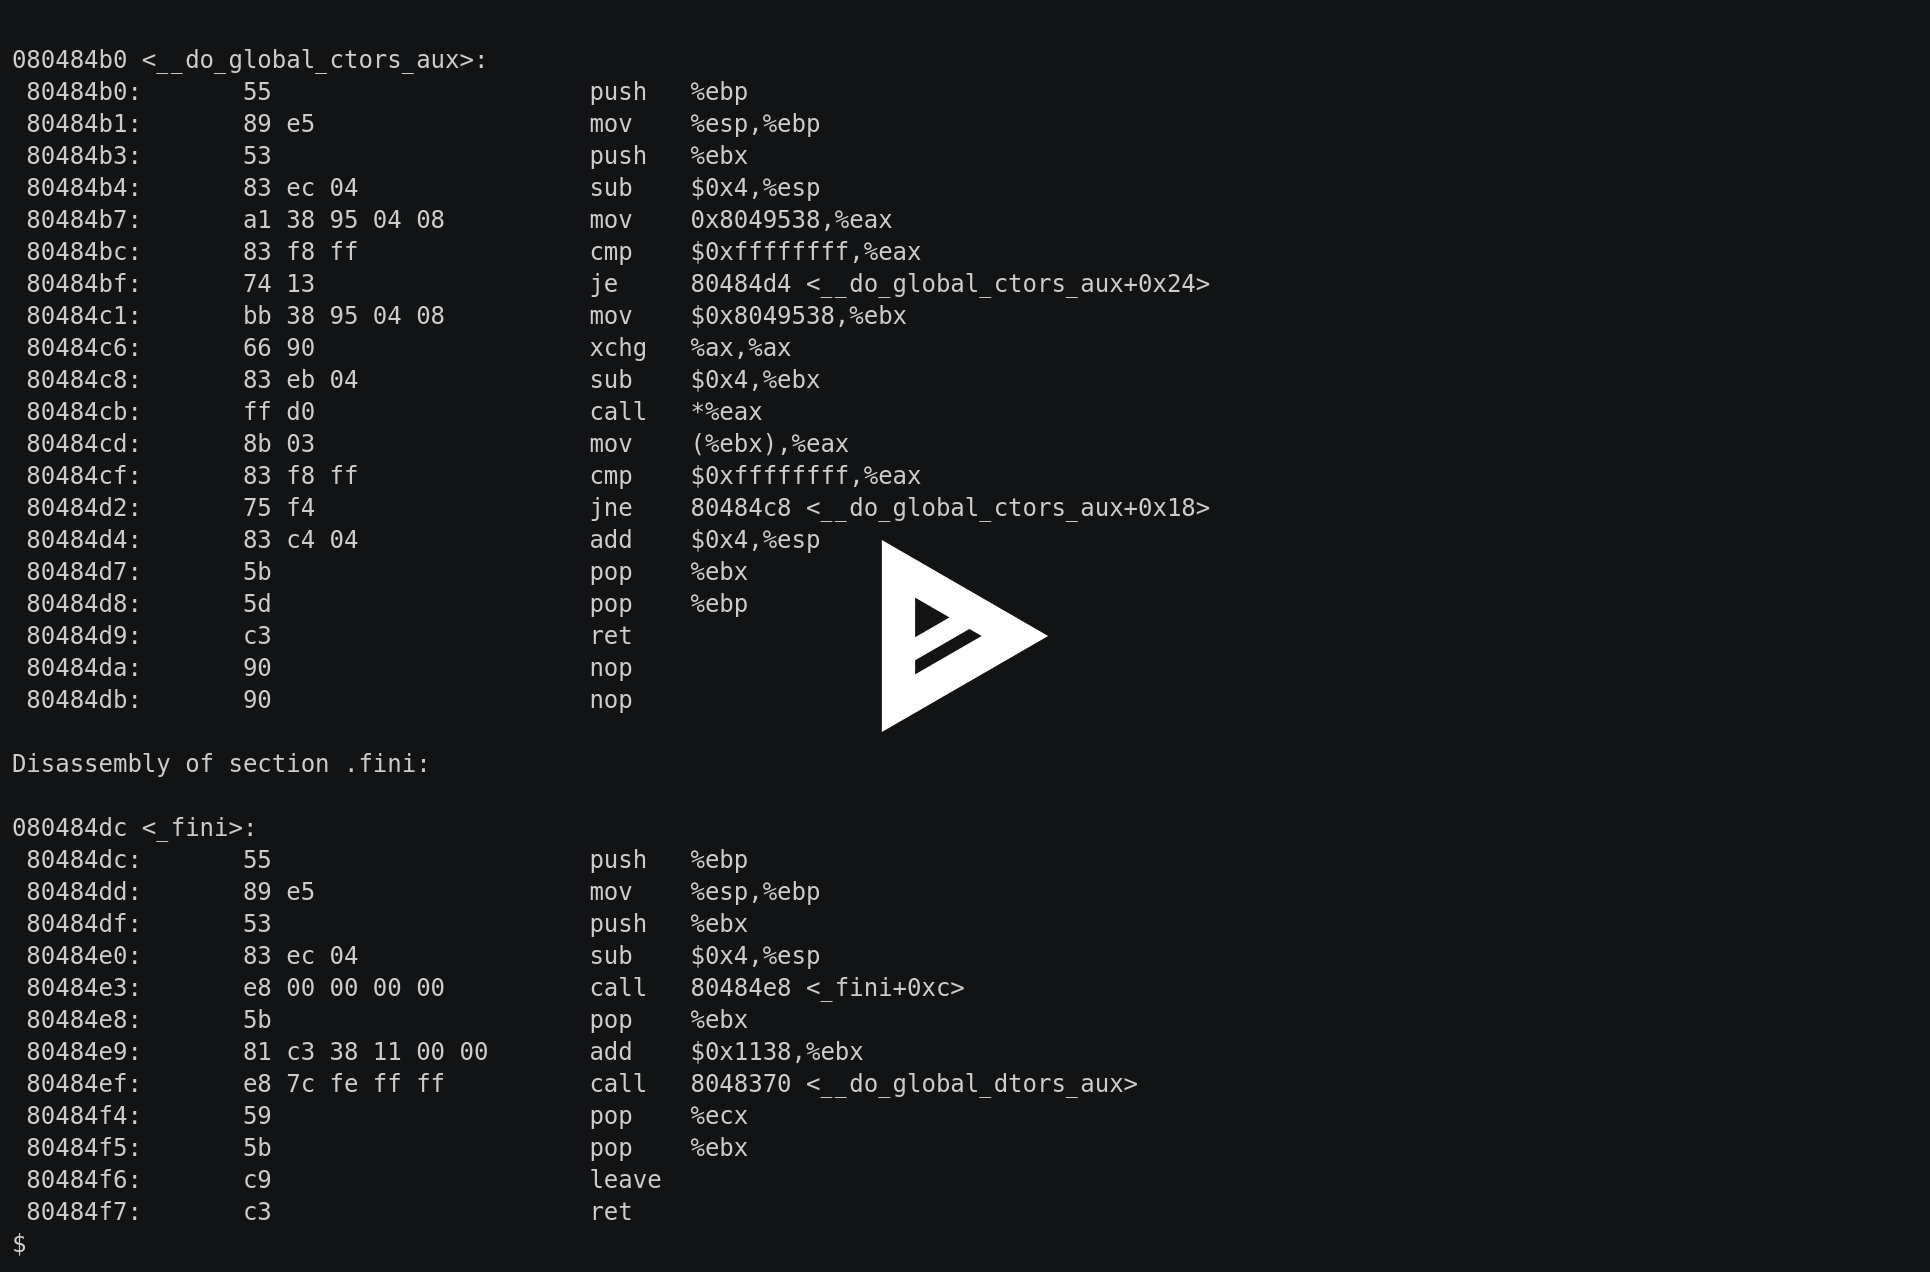 080484b0 <__do_global_ctors_aux>:
 80484b0:       55                      push   %ebp
 80484b1:       89 e5                   mov    %esp,%ebp
 80484b3:       53                      push   %ebx
 80484b4:       83 ec 04                sub    $0x4,%esp
 80484b7:       a1 38 95 04 08          mov    0x8049538,%eax
 80484bc:       83 f8 ff                cmp    $0xffffffff,%eax
 80484bf:       74 13                   je     80484d4 <__do_global_ctors_aux+0x24>
 80484c1:       bb 38 95 04 08          mov    $0x8049538,%ebx
 80484c6:       66 90                   xchg   %ax,%ax
 80484c8:       83 eb 04                sub    $0x4,%ebx
 80484cb:       ff d0                   call   *%eax
 80484cd:       8b 03                   mov    (%ebx),%eax
 80484cf:       83 f8 ff                cmp    $0xffffffff,%eax
 80484d2:       75 f4                   jne    80484c8 <__do_global_ctors_aux+0x18>
 80484d4:       83 c4 04                add    $0x4,%esp
 80484d7:       5b                      pop    %ebx
 80484d8:       5d                      pop    %ebp
 80484d9:       c3                      ret
 80484da:       90                      nop
 80484db:       90                      nop

Disassembly of section .fini:

080484dc <_fini>:
 80484dc:       55                      push   %ebp
 80484dd:       89 e5                   mov    %esp,%ebp
 80484df:       53                      push   %ebx
 80484e0:       83 ec 04                sub    $0x4,%esp
 80484e3:       e8 00 00 00 00          call   80484e8 <_fini+0xc>
 80484e8:       5b                      pop    %ebx
 80484e9:       81 c3 38 11 00 00       add    $0x1138,%ebx
 80484ef:       e8 7c fe ff ff          call   8048370 <__do_global_dtors_aux>
 80484f4:       59                      pop    %ecx
 80484f5:       5b                      pop    %ebx
 80484f6:       c9                      leave
 80484f7:       c3                      ret
$